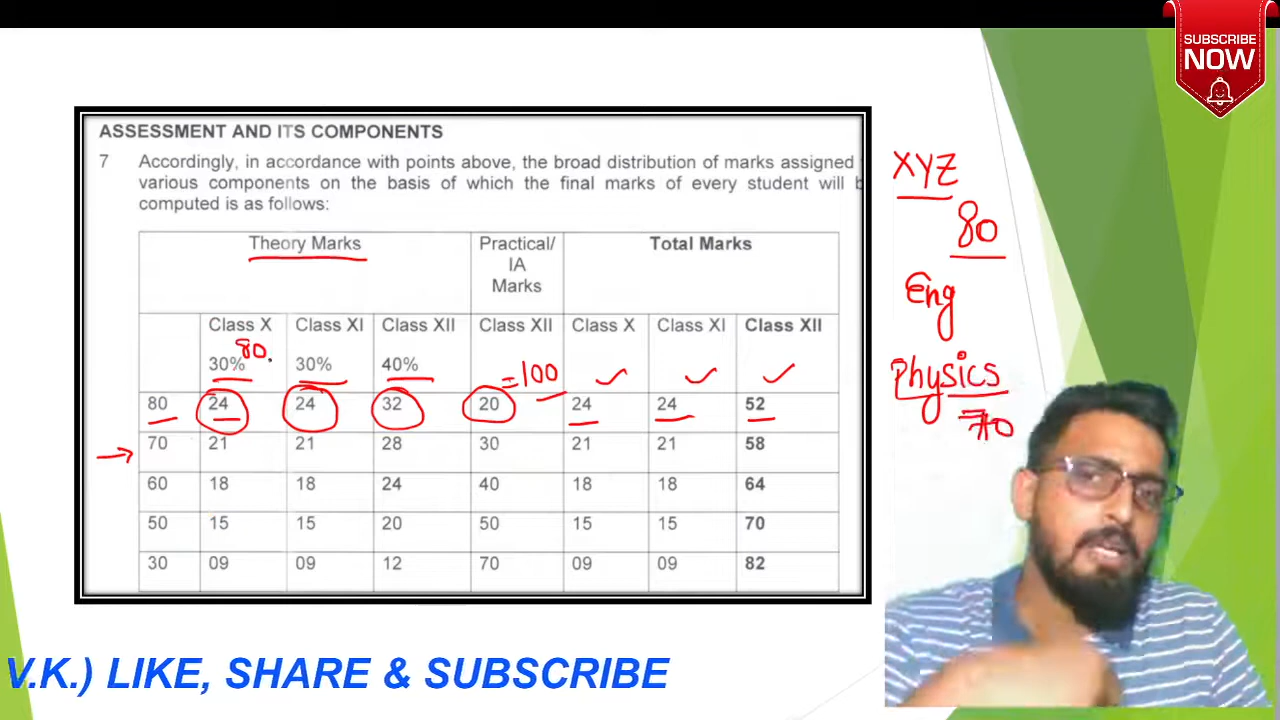 SUBSCRIBE
NOW
ASSESSMENT AND ITS COMPONENTS
7 Accordingly, in accordance with points above, the broad distribution of marks assigned
various components on the basis of which the final marks of every student will b
computed is as follows:
Theory Marks Practical/ IA Marks Total Marks
Class X 30% Class XI 30% Class XII 40% Class XII Class X Class XI Class XII
80.
=100
80 24 24 32 20 24 24 52
70 21 21 28 30 21 21 58
60 18 18 24 40 18 18 64
50 15 15 20 50 15 15 70
30 09 09 12 70 09 09 82
XYZ
80
Eng
Physics
70
V.K.) LIKE, SHARE & SUBSCRIBE